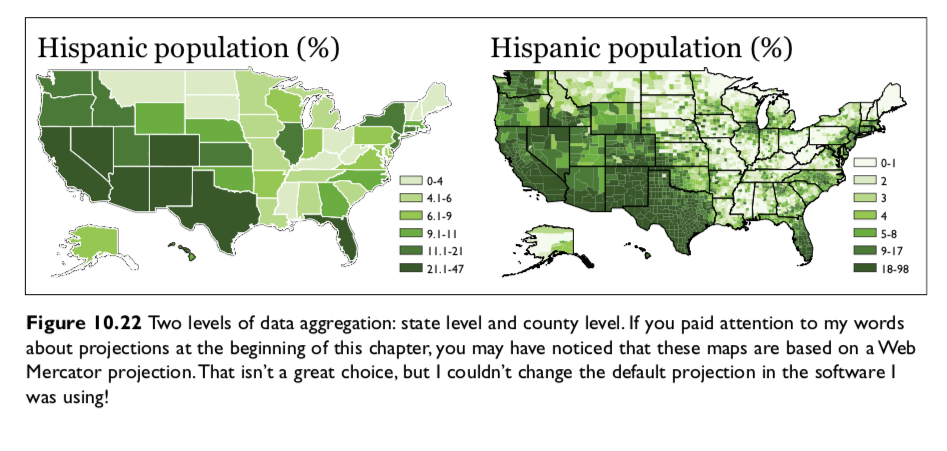 Hispanic population (%)
0-4
4.1-6
6.1-9
9.1-11
11.1-21
21.1-47
Hispanic population (%)
0-1
2
3
4
5-8
9-17
18-98
Figure 10.22 Two levels of data aggregation: state level and county level. If you paid attention to my words
about projections at the beginning of this chapter, you may have noticed that these maps are based on a Web
Mercator projection. That isn't a great choice, but I couldn't change the default projection in the software I
was using!